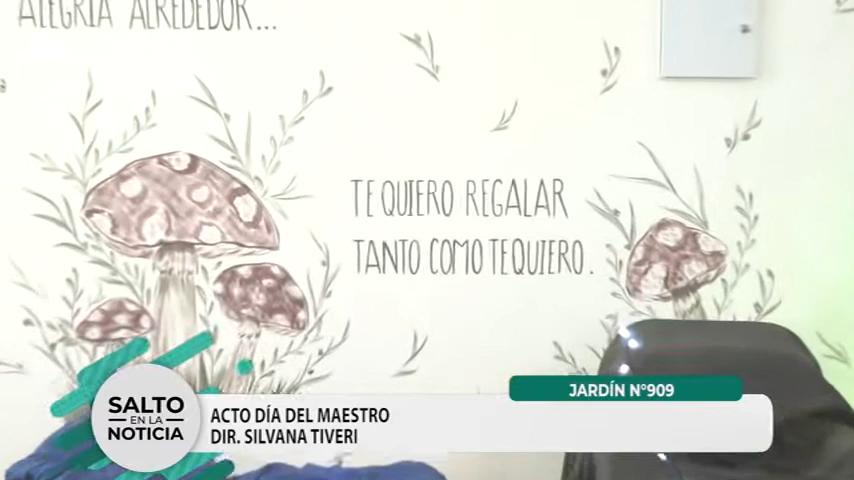 ALEGRIA ALREDEDOR...
TE QUIERO REGALAR
TANTO COMO TE QUIERO.
JARDÍN N°909
SALTO
EN LA
NOTICIA
ACTO DÍA DEL MAESTRO
DIR. SILVANA TIVERI